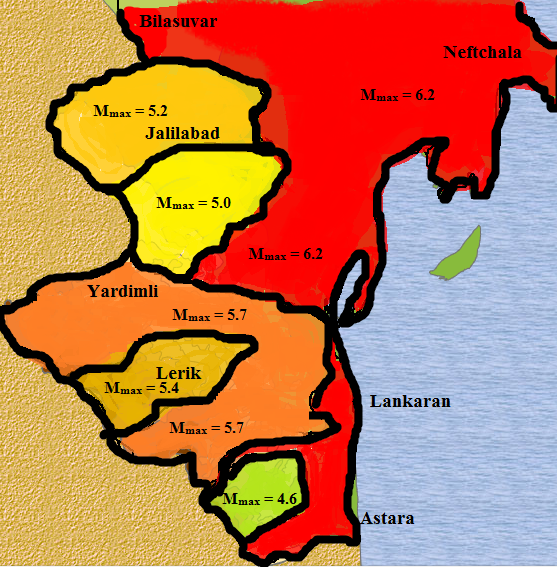 Bilasuvar
Neftchala
Mmax = 6.2
Mmax = 5.2
Jalilabad
Mmax = 5.0
Mmax = 6.2
Yardimli
Mmax = 5.7
Lerik
Mmax = 5.4
Lankaran
Mmax = 5.7
Mmax = 4.6
Astara